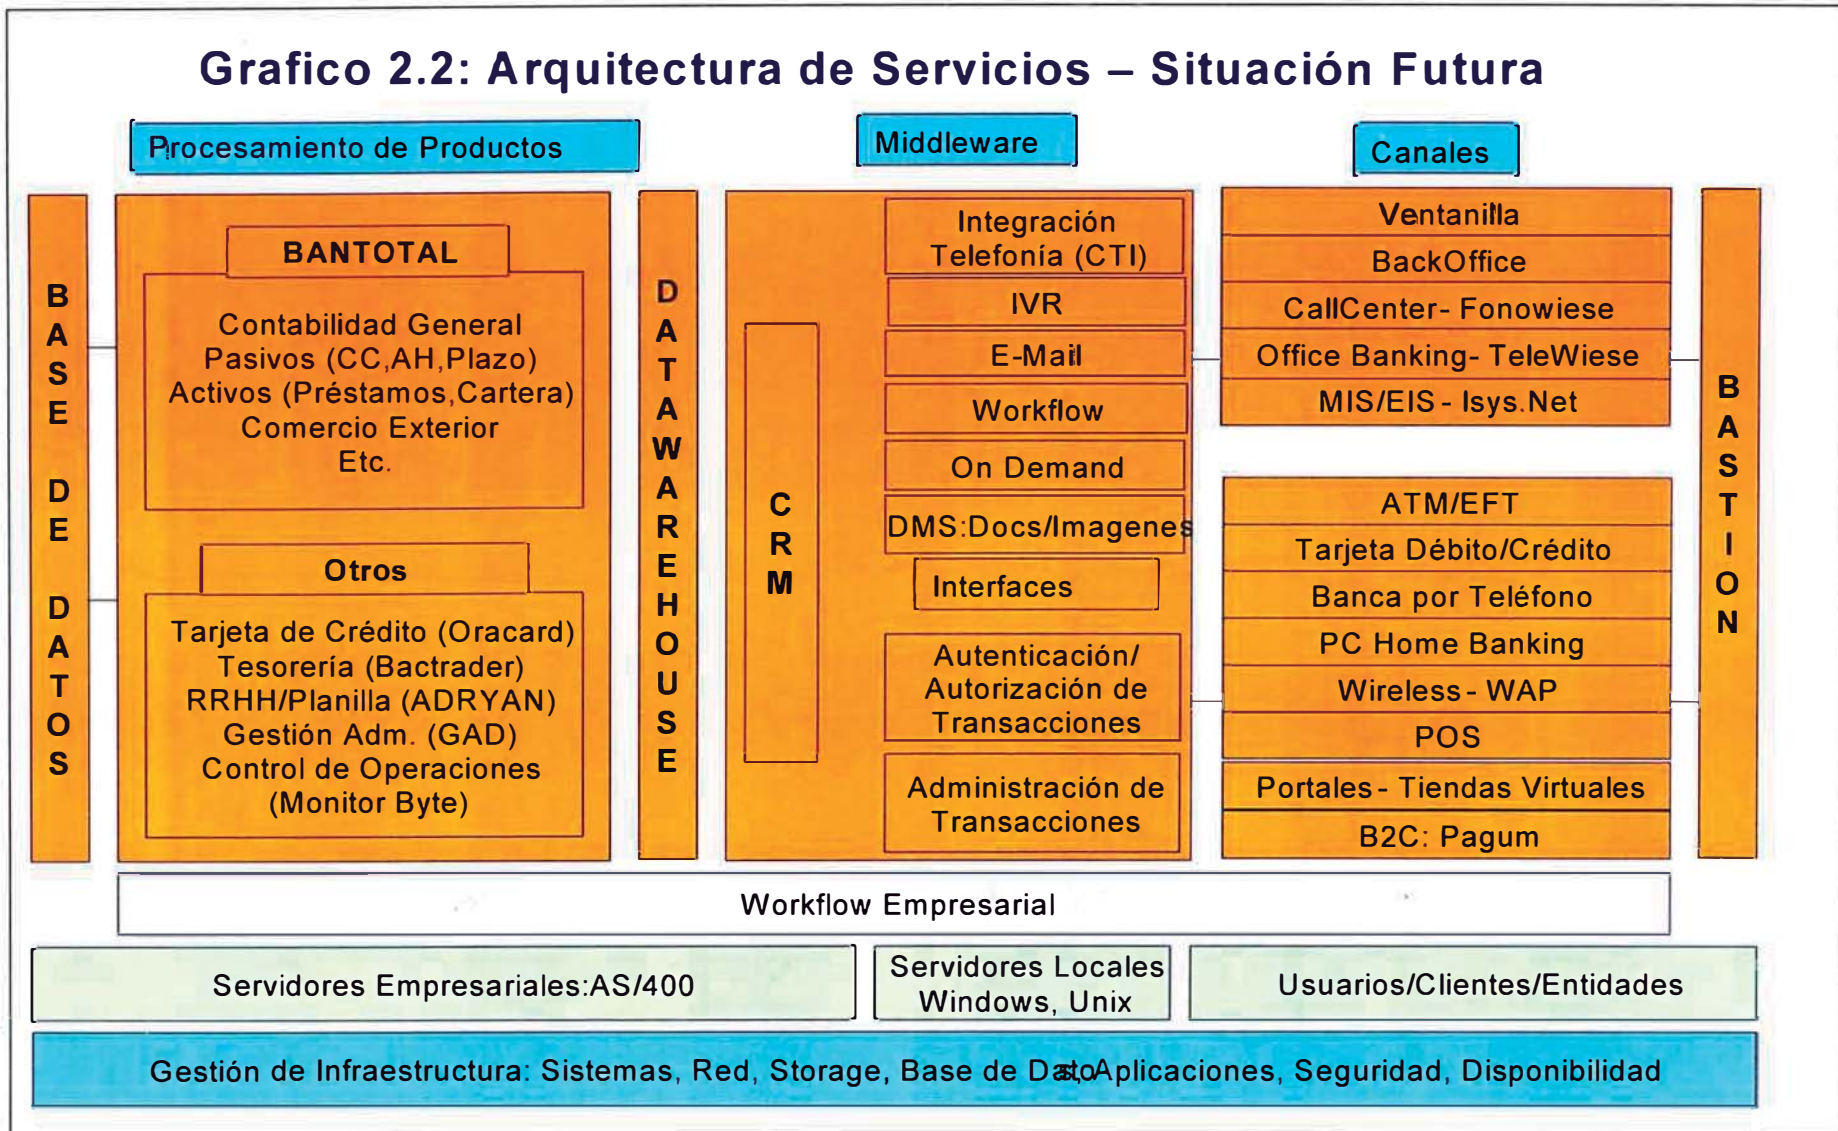 Grafico 2.2: Arquitectura de Servicios – Situación Futura
Procesamiento de Productos
Middleware
Canales
BASE DE DATOS
BANTOTAL
Contabilidad General
Pasivos (CC,AH,Plazo)
Activos (Préstamos,Cartera)
Comercio Exterior
Etc.
Otros
Tarjeta de Crédito (Oracard)
Tesorería (Bactrader)
RRHH/Planilla (ADRYAN)
Gestión Adm. (GAD)
Control de Operaciones
(Monitor Byte)
DATAWAREHOUSE
CRM
Integración
Telefonía (CTI)
IVR
E-Mail
Workflow
On Demand
DMS:Docs/Imagenes
Interfaces
Autenticación/
Autorización de
Transacciones
Administración de
Transacciones
Ventanilla
BackOffice
CallCenter- Fonowiese
Office Banking- TeleWiese
MIS/EIS - Isys.Net
ATM/EFT
Tarjeta Débito/Crédito
Banca por Teléfono
PC Home Banking
Wireless - WAP
POS
Portales - Tiendas Virtuales
B2C: Pagum
BASTION
Workflow Empresarial
Servidores Empresariales:AS/400
Servidores Locales
Windows, Unix
Usuarios/Clientes/Entidades
Gestión de Infraestructura: Sistemas, Red, Storage, Base de Datos, Aplicaciones, Seguridad, Disponibilidad